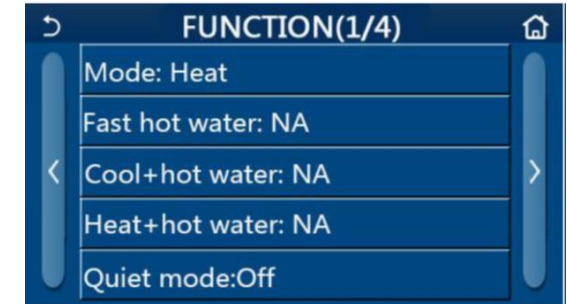 FUNCTION(1/4)
Mode: Heat
Fast hot water: NA
Cool+hot water: NA
Heat+hot water: NA
Quiet mode:Off